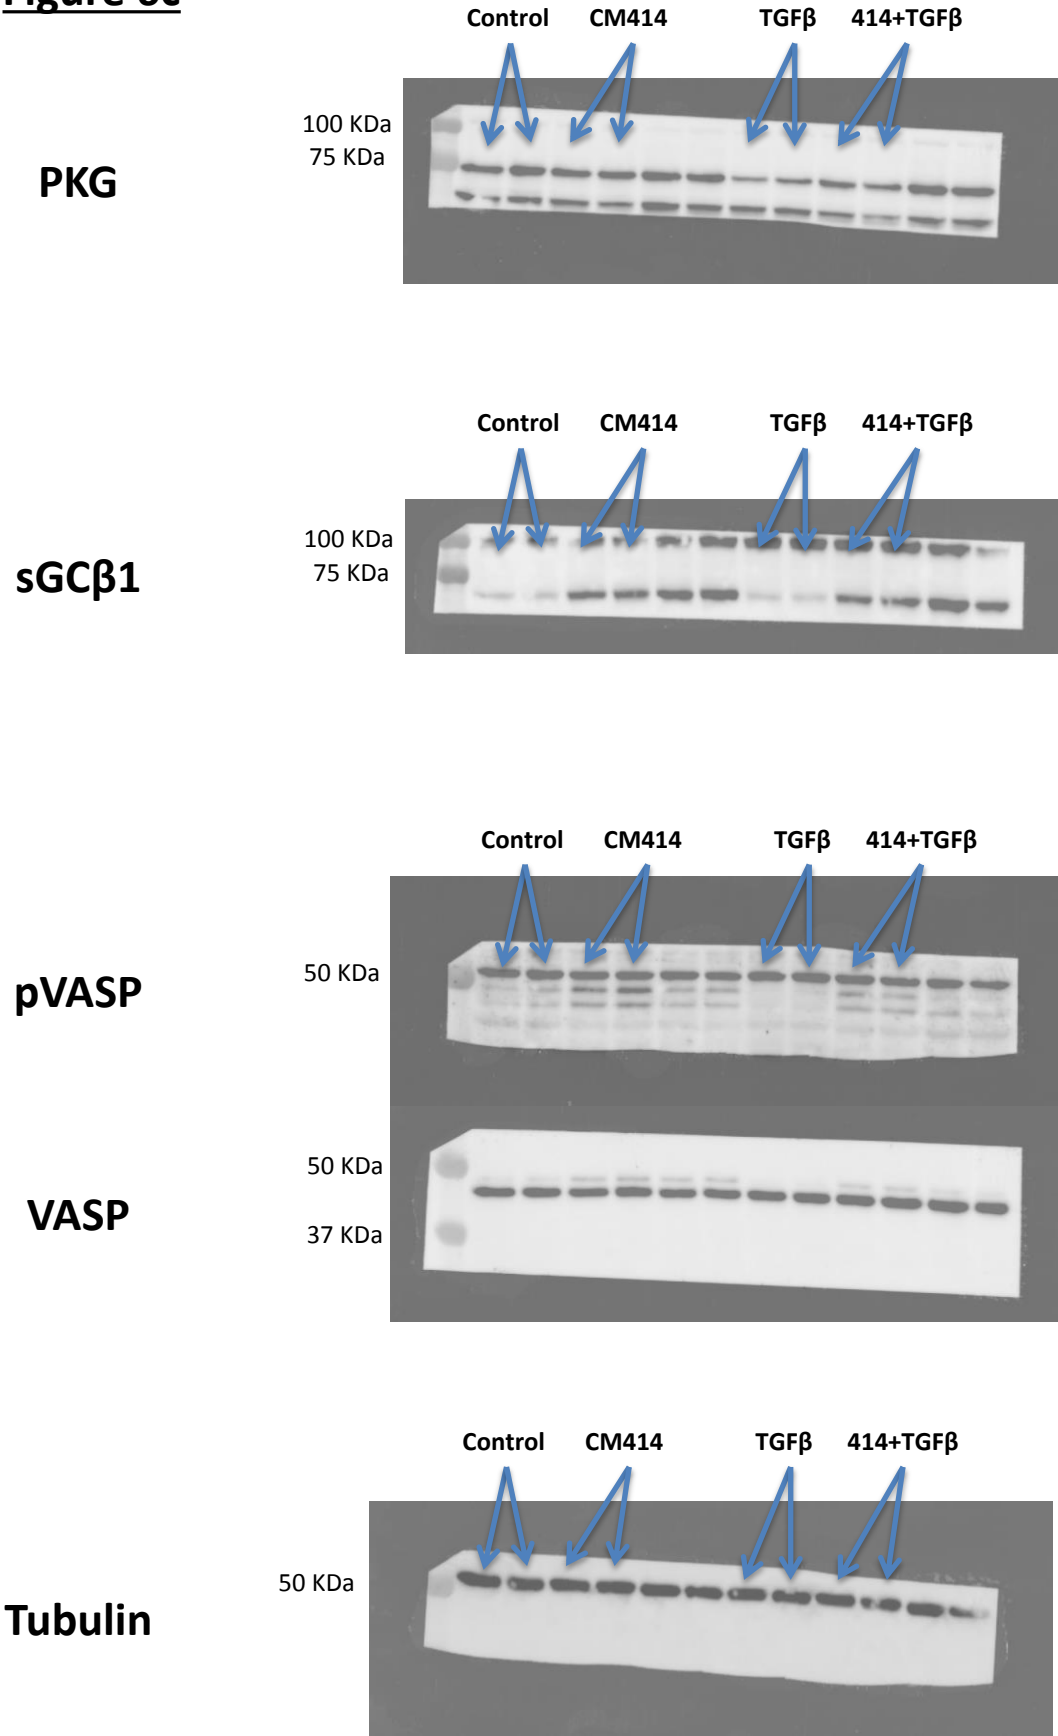 Figure 6c
Control CM414 TGFβ 414+TGFβ
100 KDa
75 KDa
PKG
Control CM414 TGFβ 414+TGFβ
100 KDa
75 KDa
sGCβ1
Control CM414 TGFβ 414+TGFβ
50 KDa
pVASP
50 KDa
VASP
37 KDa
Control CM414 TGFβ 414+TGFβ
50 KDa
Tubulin